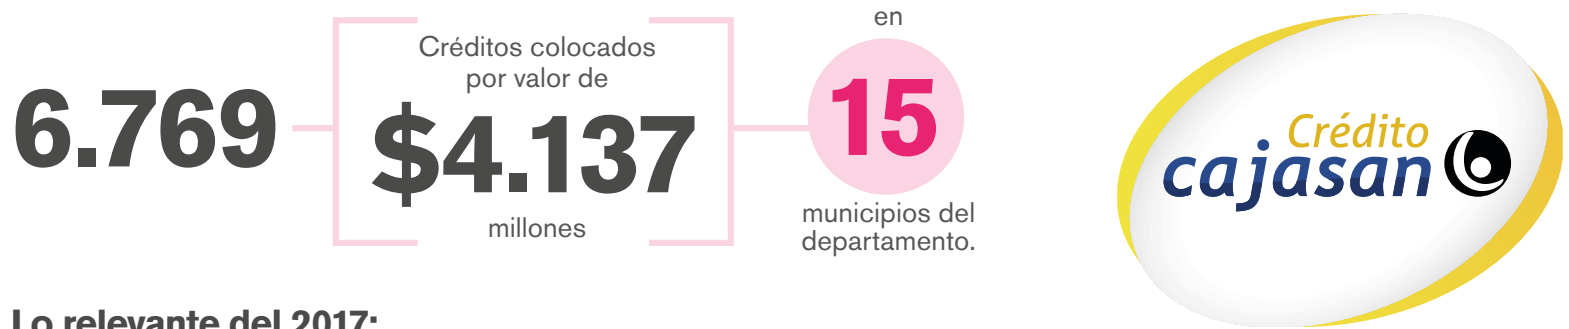 6.769
Créditos colocados
por valor de
$4.137
millones
en
15
municipios del
departamento.
Crédito
cajasan
Lo relevante del 2017: